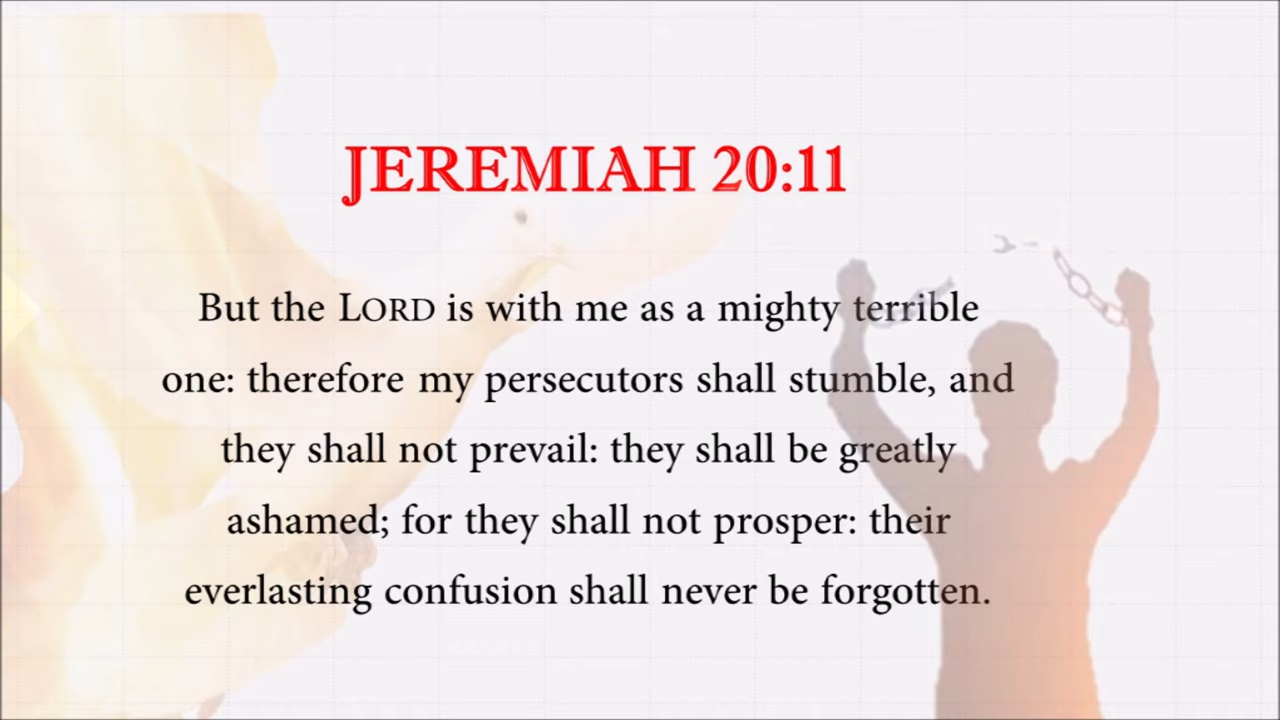 JEREMIAH 20:11
But the LORD is with me as a mighty terrible
one: therefore my persecutors shall stumble, and
they shall not prevail: they shall be greatly
ashamed; for they shall not prosper: their
everlasting confusion shall never be forgotten.